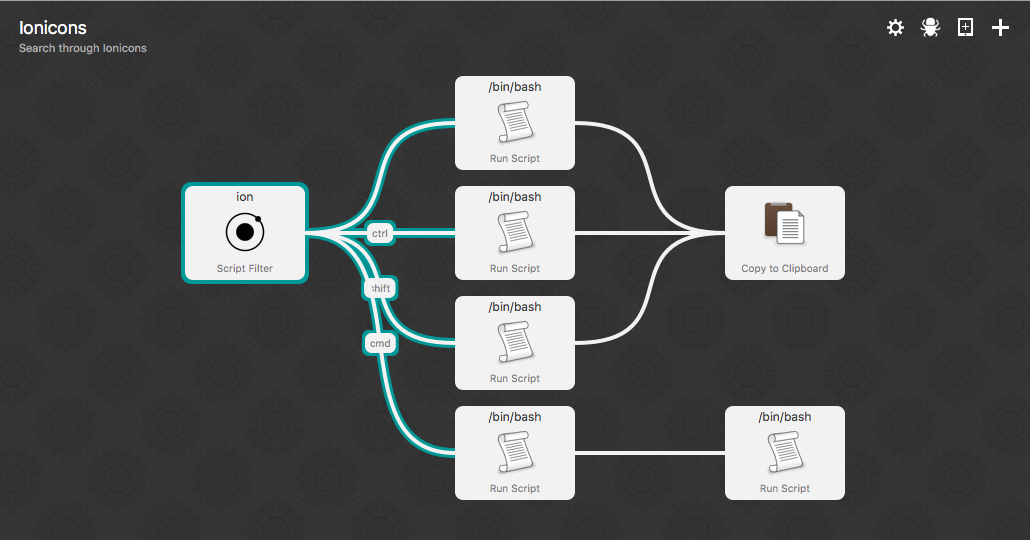 Ionicons
Search through Ionicons
/bin/bash
Run Script
ion
Script Filter
ctrl
/bin/bash
Run Script
Copy to Clipboard
shift
/bin/bash
Run Script
cmd
/bin/bash
Run Script
/bin/bash
Run Script